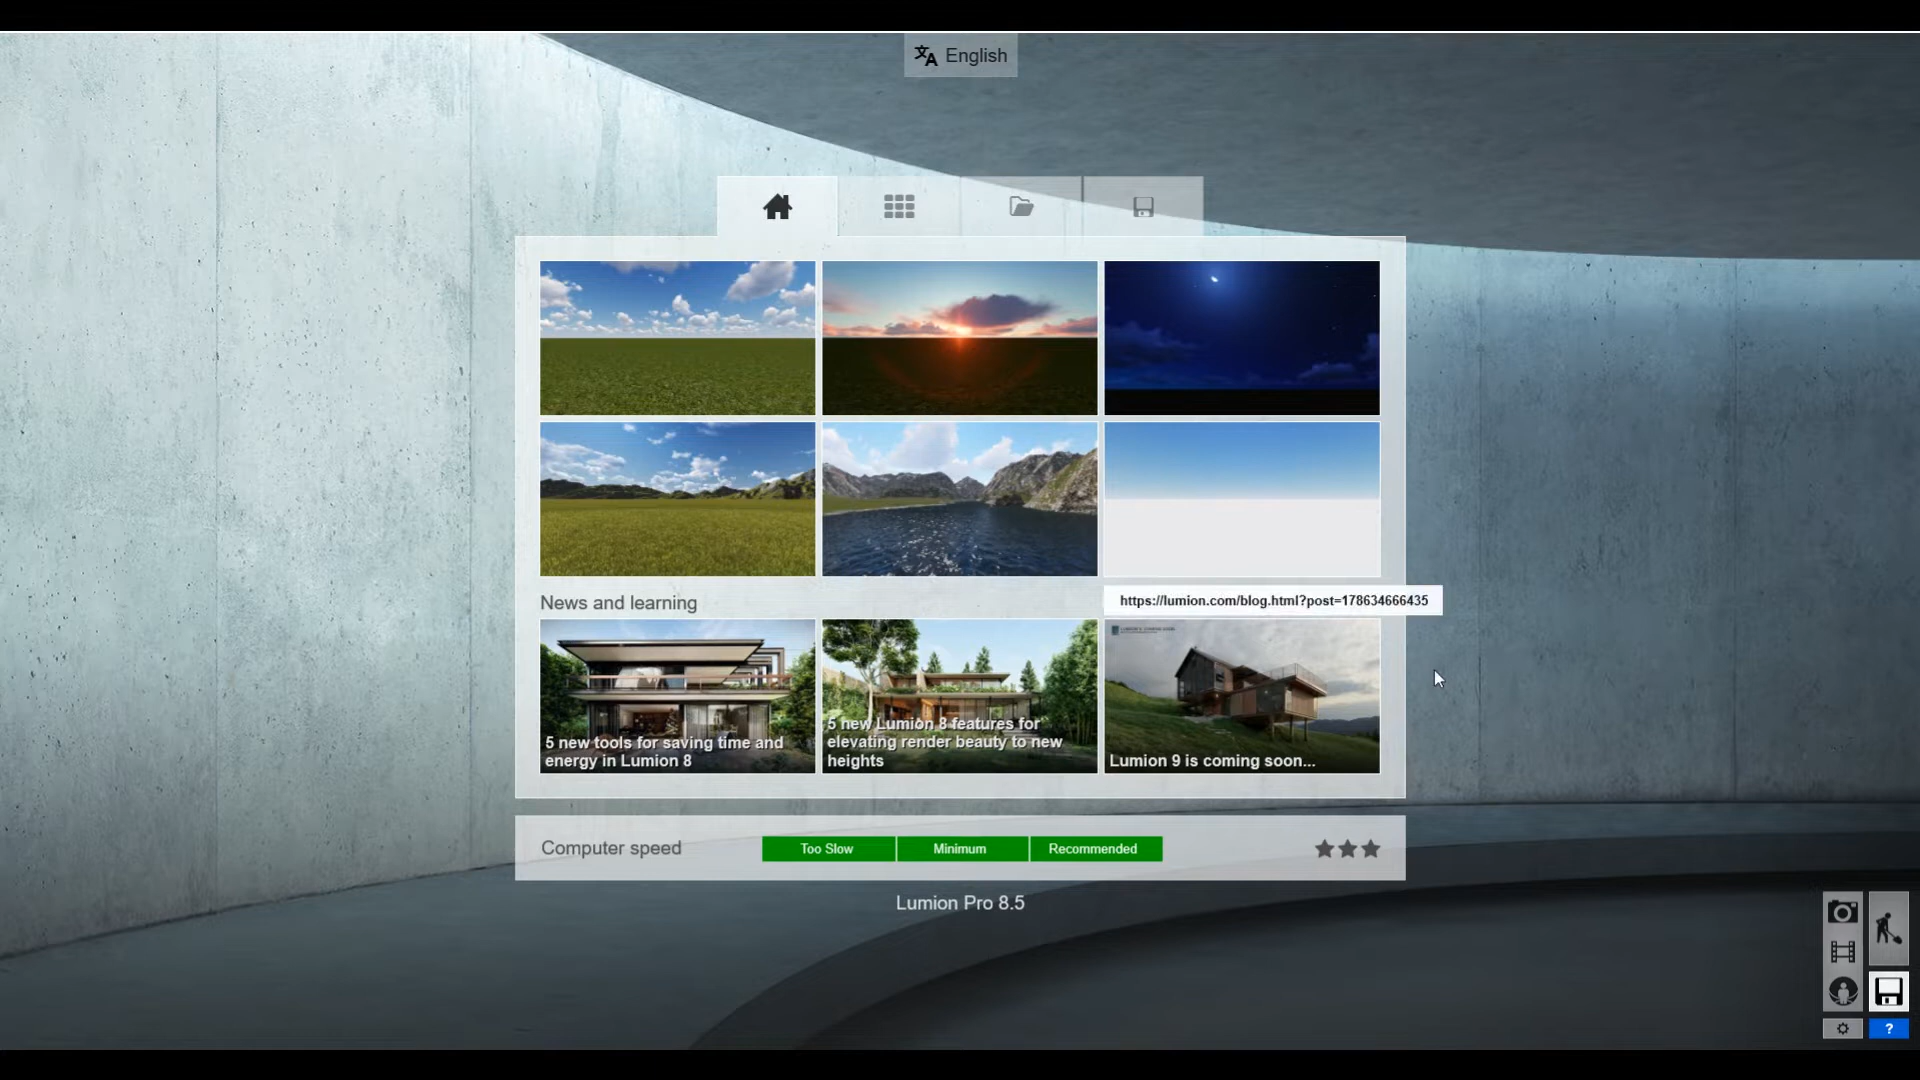 English
News and learning
https://lumion.com/blog.html?post=178634666435
5 new tools for saving time and
energy in Lumion 8
5 new Lumion 8 features for
elevating render beauty to new
heights
Lumion 9 is coming soon...
Computer speed
Too Slow
Minimum
Recommended
Lumion Pro 8.5
?